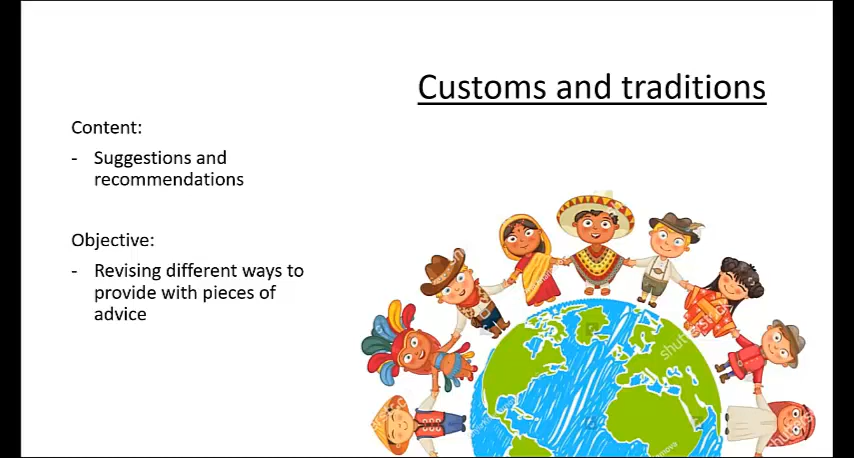 Customs and traditions
Content:
- Suggestions and
recommendations
Objective:
- Revising different ways to
provide with pieces of
advice